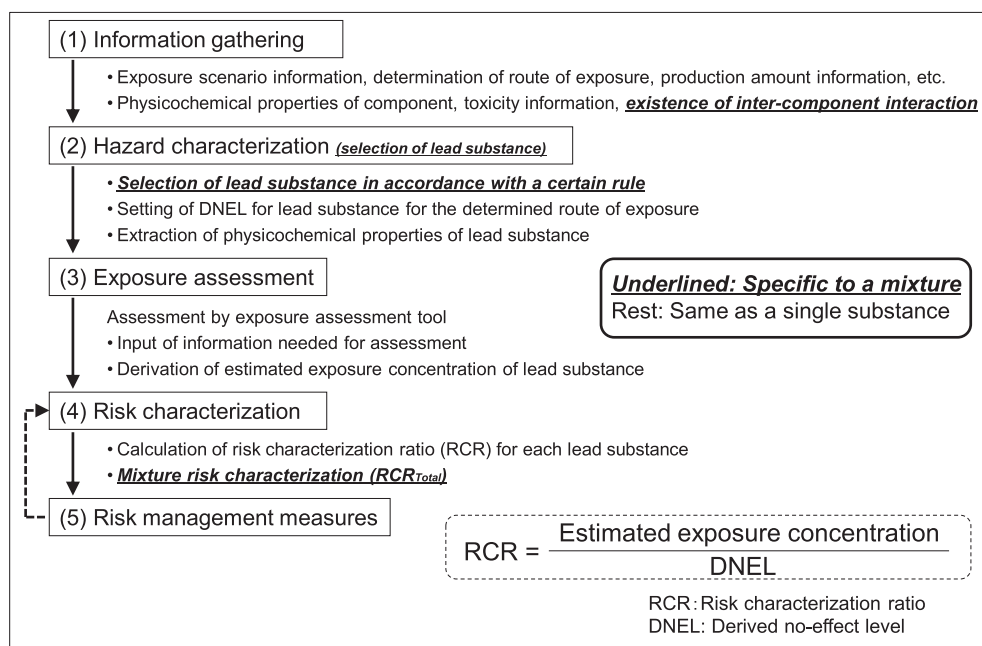 (1) Information gathering
• Exposure scenario information, determination of route of exposure, production amount information, etc.
• Physicochemical properties of component, toxicity information, existence of inter-component interaction
(2) Hazard characterization (selection of lead substance)
• Selection of lead substance in accordance with a certain rule
• Setting of DNEL for lead substance for the determined route of exposure
• Extraction of physicochemical properties of lead substance
(3) Exposure assessment
Underlined: Specific to a mixture
Rest: Same as a single substance
Assessment by exposure assessment tool
• Input of information needed for assessment
• Derivation of estimated exposure concentration of lead substance
(4) Risk characterization
• Calculation of risk characterization ratio (RCR) for each lead substance
• Mixture risk characterization (RCRTotal)
(5) Risk management measures
RCR =
Estimated exposure concentration
DNEL
RCR: Risk characterization ratio
DNEL: Derived no-effect level